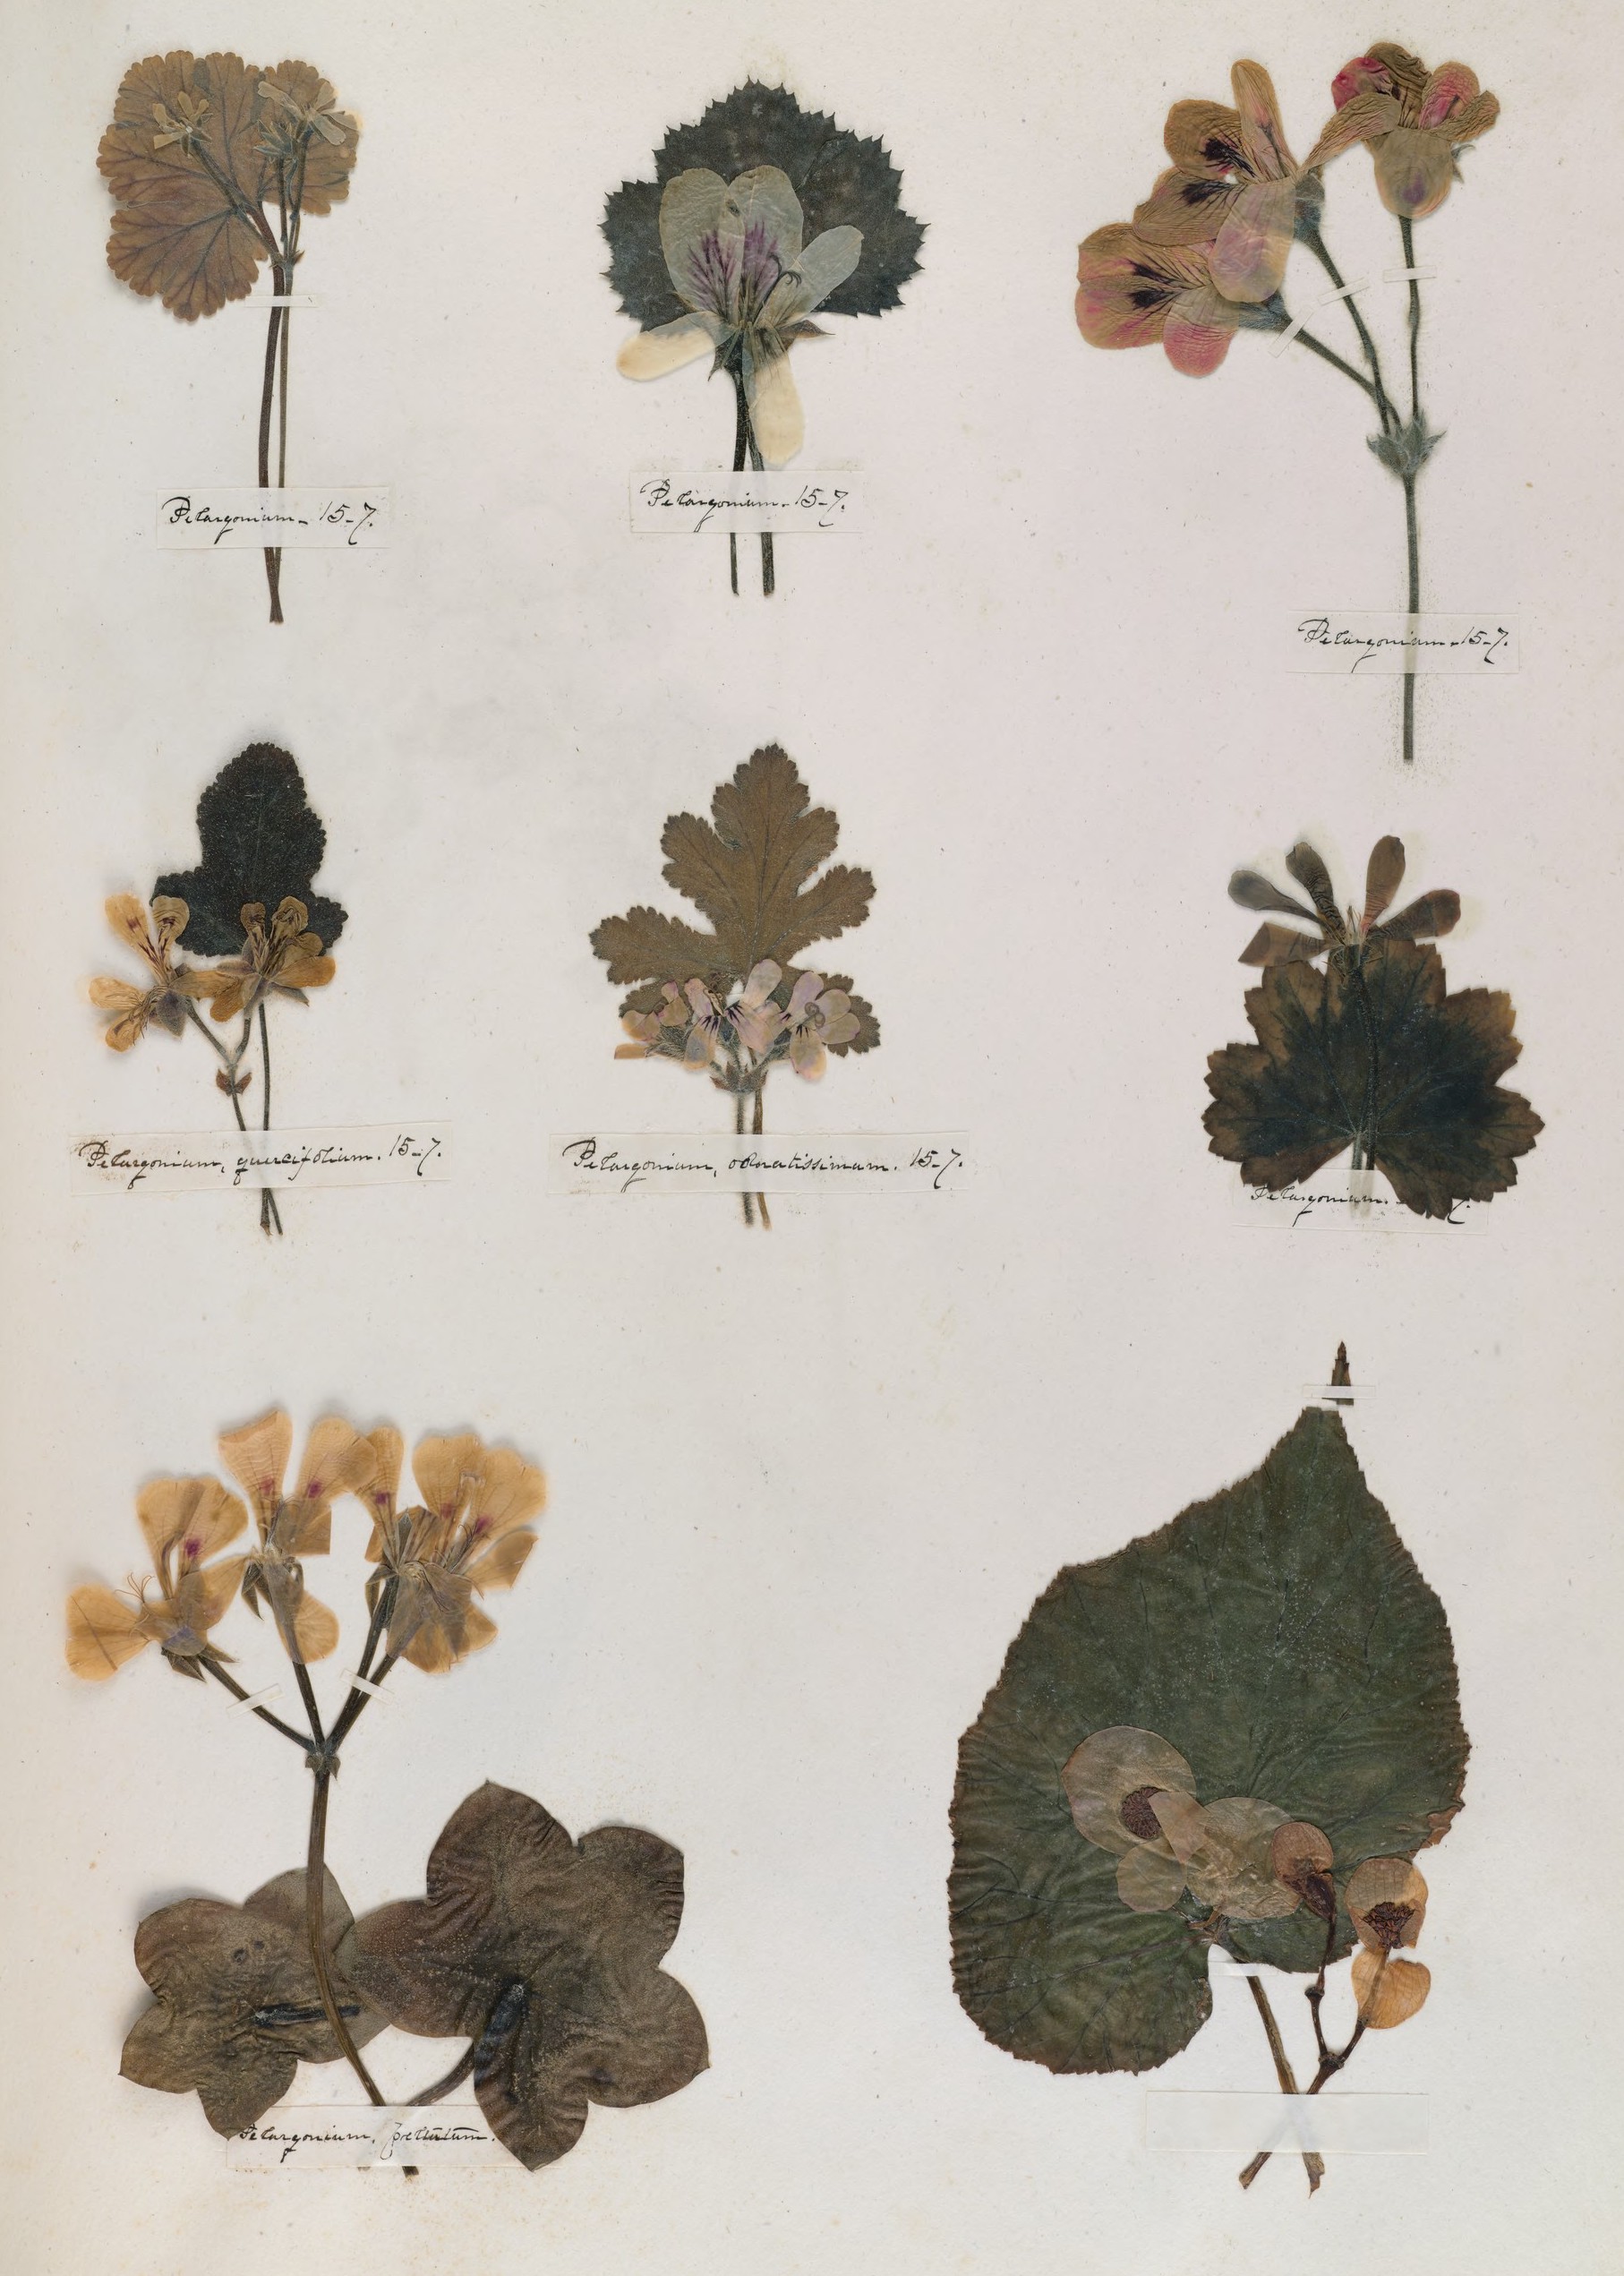 Pelargonium - 15-7.
Pelargonium - 15-7.
Pelargonium - 15-7.
Pelargonium, quercifolium. 15-7.
Pelargonium, odoratissimum. 15-7.
Pelargonium. 7.
Pelargonium, peltatum.